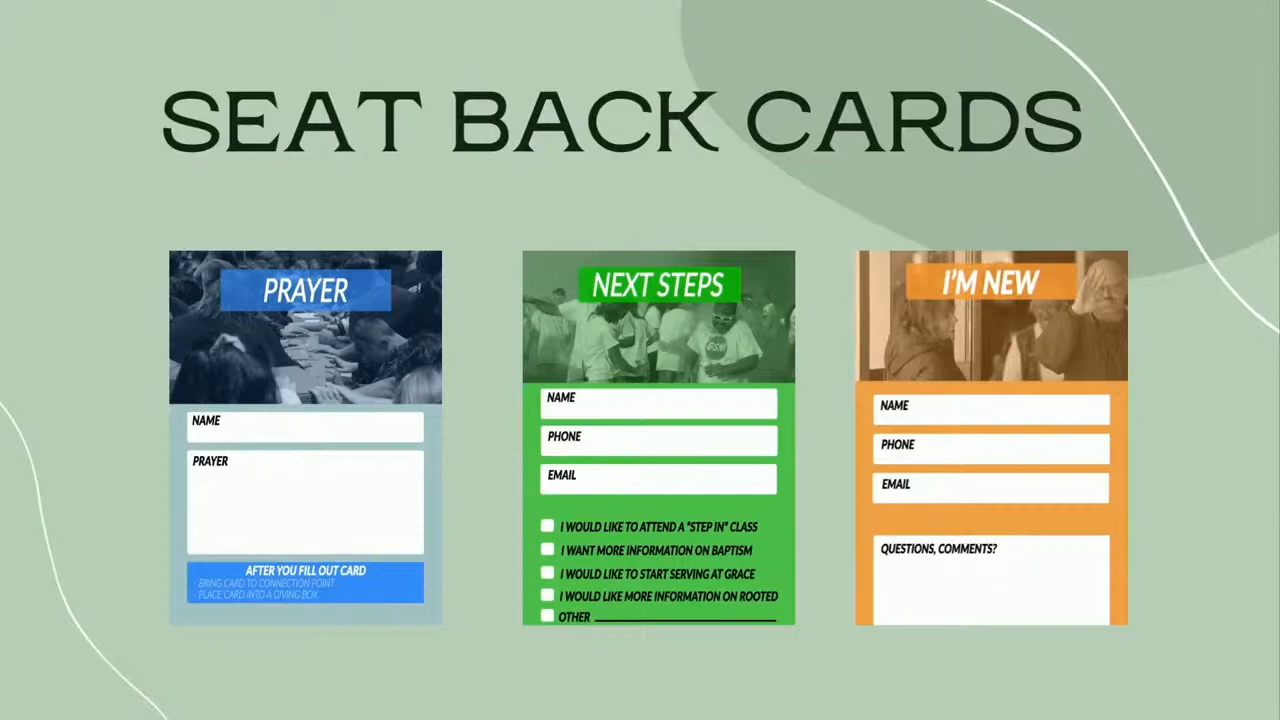 SEAT BACK CARDS
PRAYER
NAME
PRAYER
AFTER YOU FILL OUT CARD
- BRING CARD TO CONNECTION POINT
- PLACE CARD INTO A GIVING BOX
NEXT STEPS
NAME
PHONE
EMAIL
I WOULD LIKE TO ATTEND A "STEP IN" CLASS
I WANT MORE INFORMATION ON BAPTISM
I WOULD LIKE TO START SERVING AT GRACE
I WOULD LIKE MORE INFORMATION ON ROOTED
OTHER
I'M NEW
NAME
PHONE
EMAIL
QUESTIONS, COMMENTS?